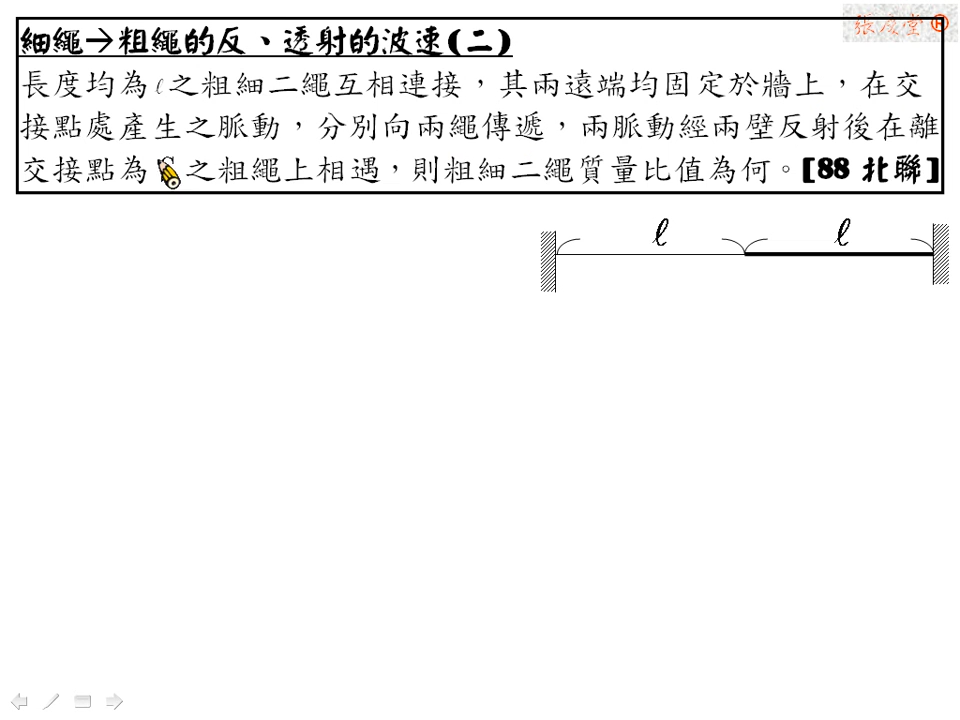 張慶堂®
細繩→粗繩的反、透射的波速(二)
長度均為ℓ之粗細二繩互相連接，其兩遠端均固定於牆上，在交
接點處產生之脈動，分別向兩繩傳遞，兩脈動經兩壁反射後在離
交接點為 之粗繩上相遇，則粗細二繩質量比值為何。[88 北聯]
ℓ ℓ